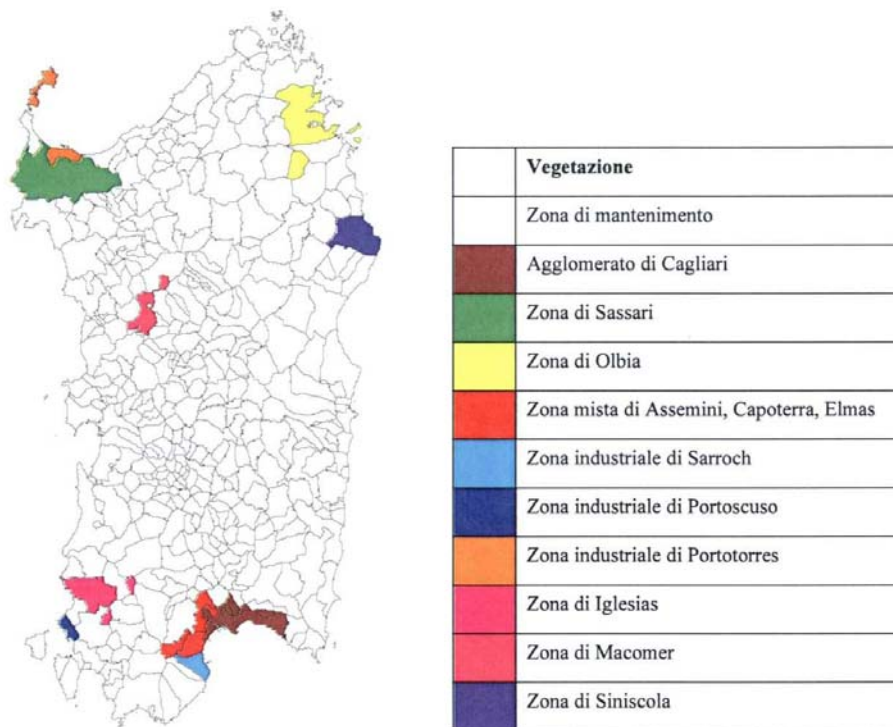 Vegetazione
Zona di mantenimento
Agglomerato di Cagliari
Zona di Sassari
Zona di Olbia
Zona mista di Assemini, Capoterra, Elmas
Zona industriale di Sarroch
Zona industriale di Portoscuso
Zona industriale di Portotorres
Zona di Iglesias
Zona di Macomer
Zona di Siniscola